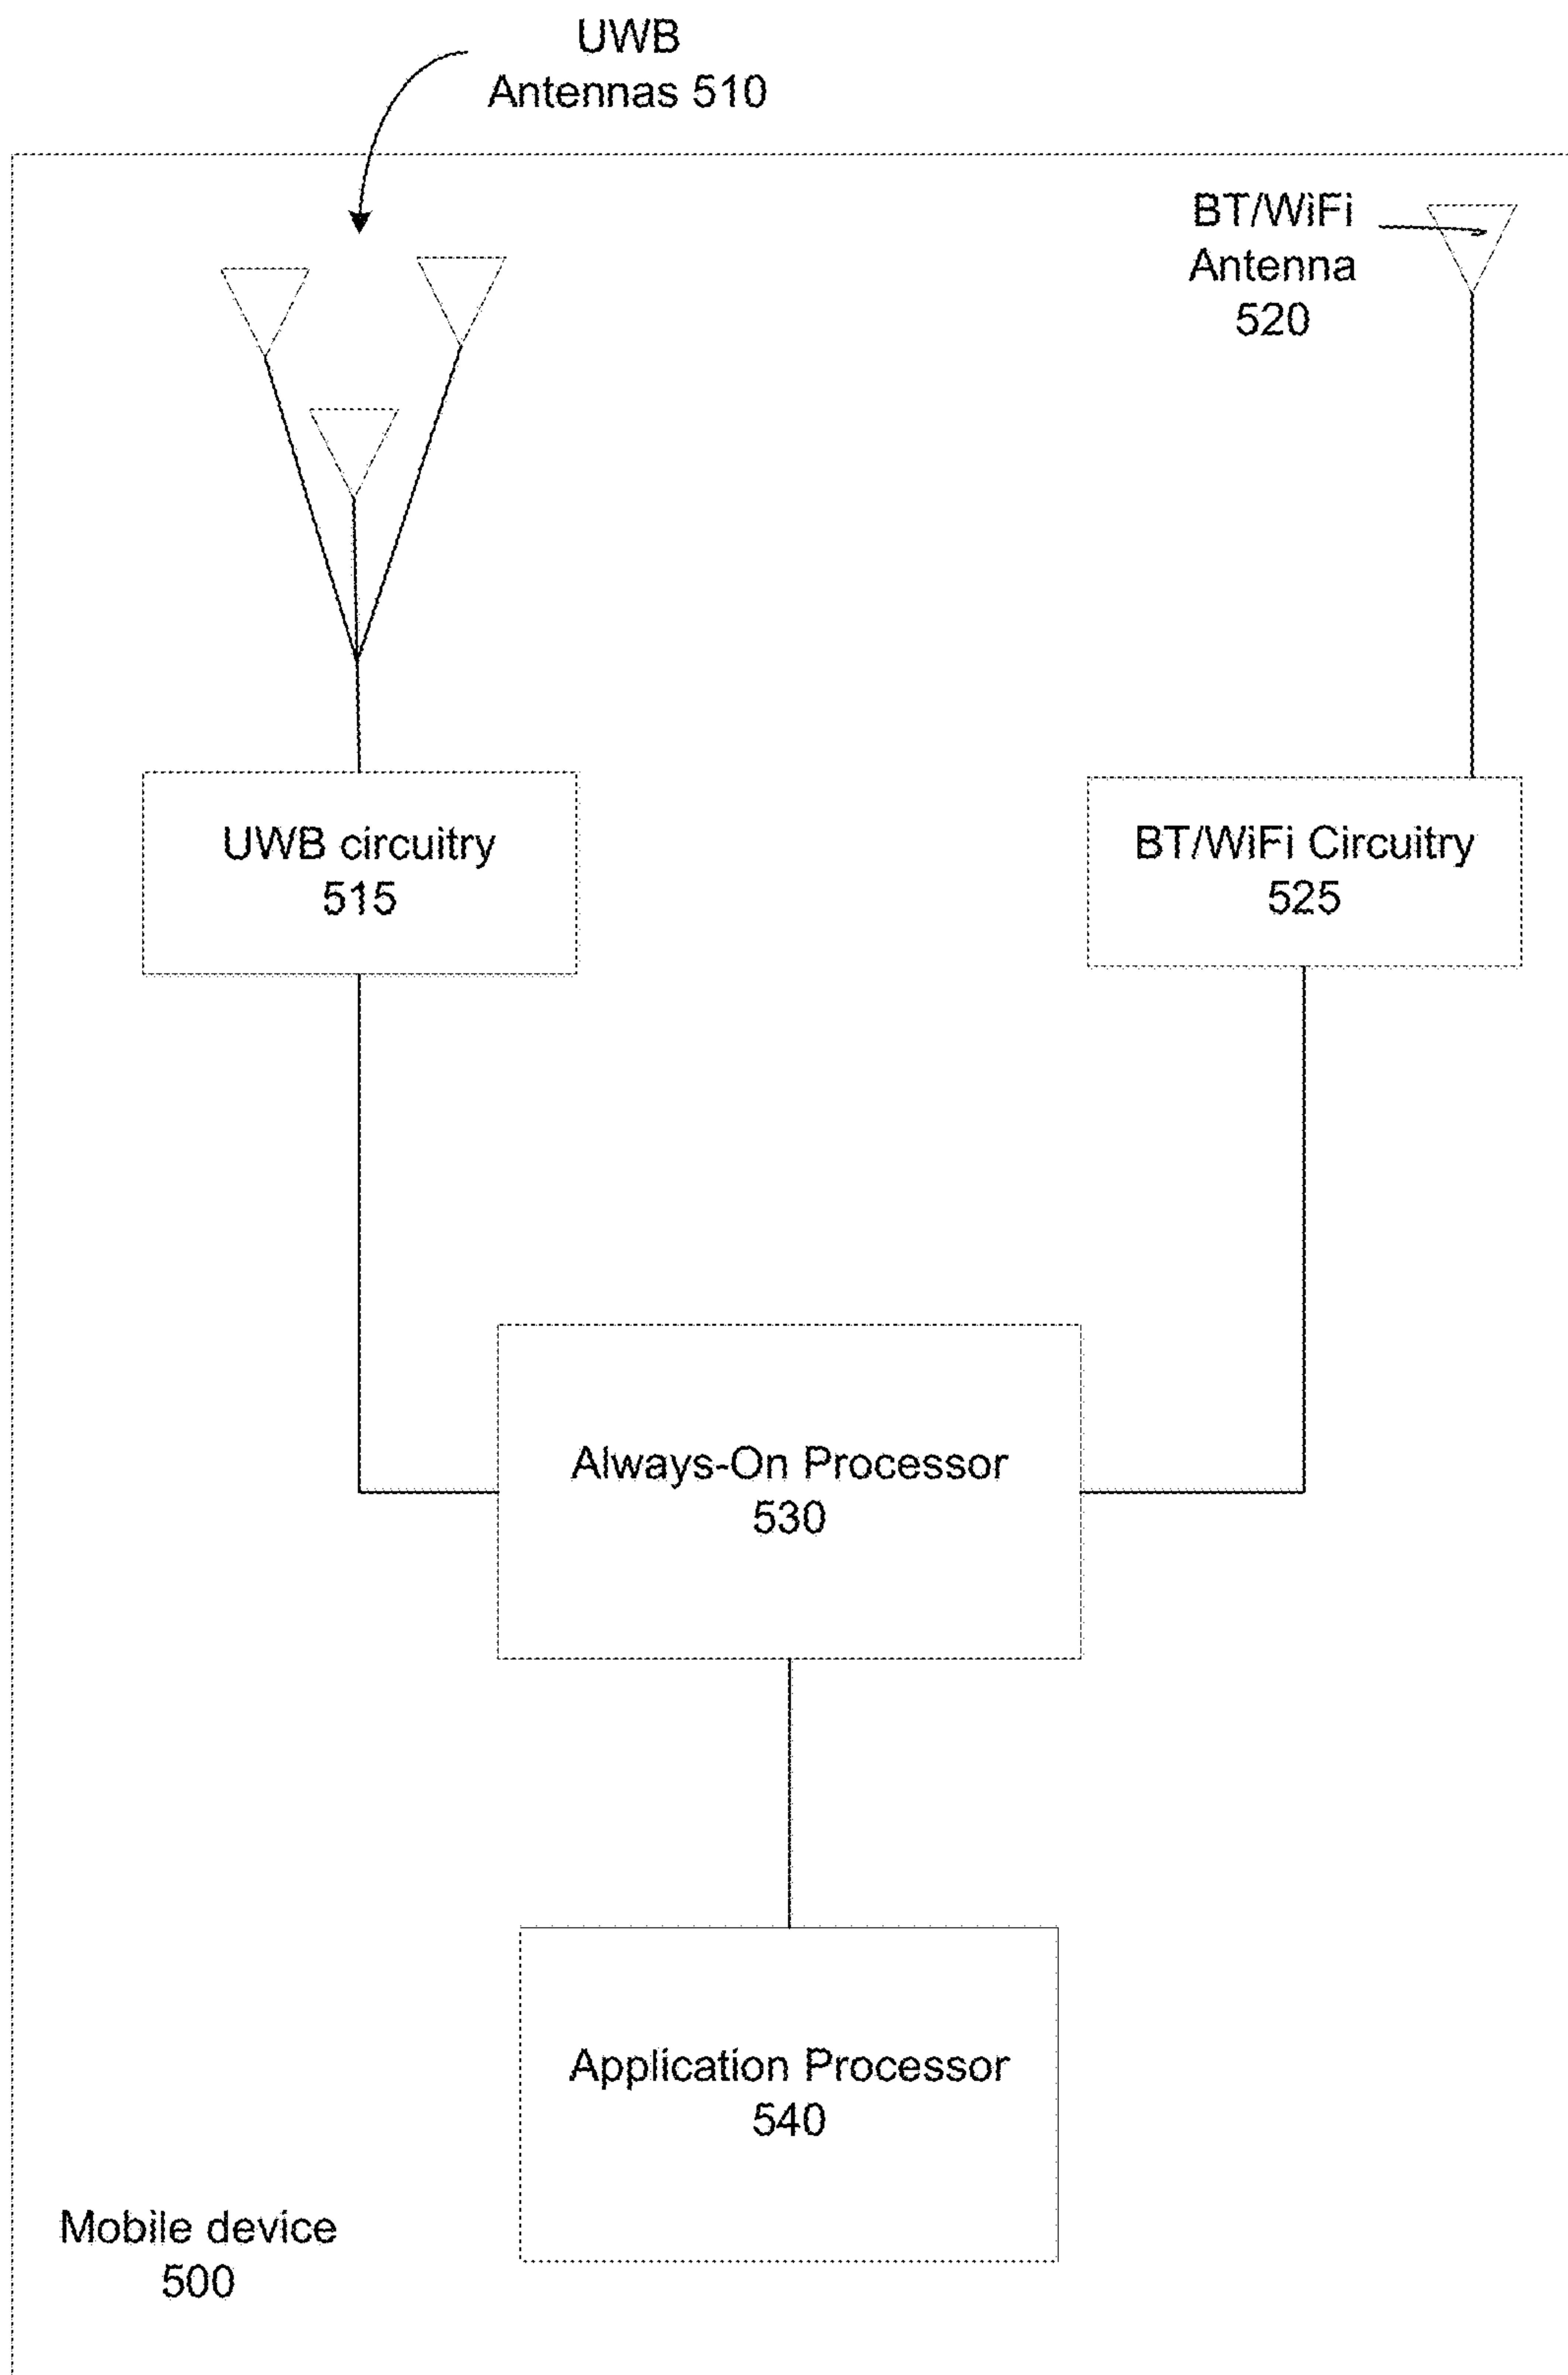 UWB
Antennas 510
BT/WiFi
Antenna
520
UWB circuitry
515
BT/WiFi Circuitry
525
Always-On Processor
530
Application Processor
540
Mobile device
500